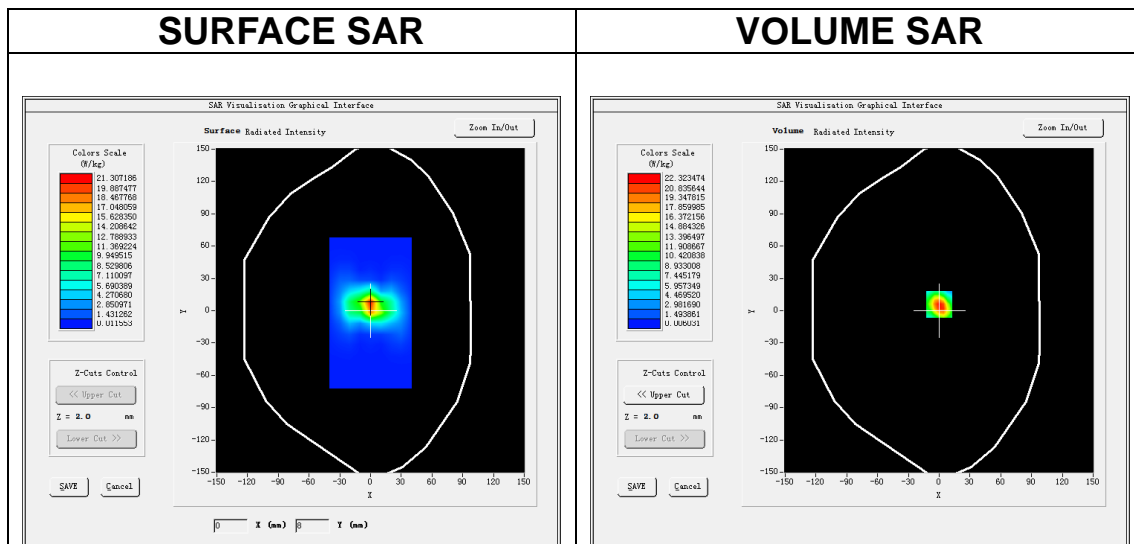 SURFACE SAR
VOLUME SAR
SAR Visualisation Graphical Interface
Surface Radiated Intensity
Zoom In/Out
Colors Scale
(W/kg)
21.307186
19.887477
18.467768
17.048059
15.628350
14.208642
12.788933
11.369224
9.949515
8.529806
7.110097
5.690389
4.270680
2.850971
1.431262
0.011553
150
120
90
60
30
0
-30
-60
-90
-120
-150
Y
-150 -120 -90 -60 -30 0 30 60 90 120 150
X
Z-Cuts Control
<< Upper Cut
Z = 2.0 mm
Lower Cut >>
SAVE Cancel
0 X (mm) 8 Y (mm)
SAR Visualisation Graphical Interface
Volume Radiated Intensity
Zoom In/Out
Colors Scale
(W/kg)
22.323474
20.835644
19.347815
17.859985
16.372156
14.884326
13.396497
11.908667
10.420838
8.933008
7.445179
5.957349
4.469520
2.981690
1.493861
0.006031
150
120
90
60
30
0
-30
-60
-90
-120
-150
Y
-150 -120 -90 -60 -30 0 30 60 90 120 150
X
Z-Cuts Control
<< Upper Cut
Z = 2.0 mm
Lower Cut >>
SAVE Cancel